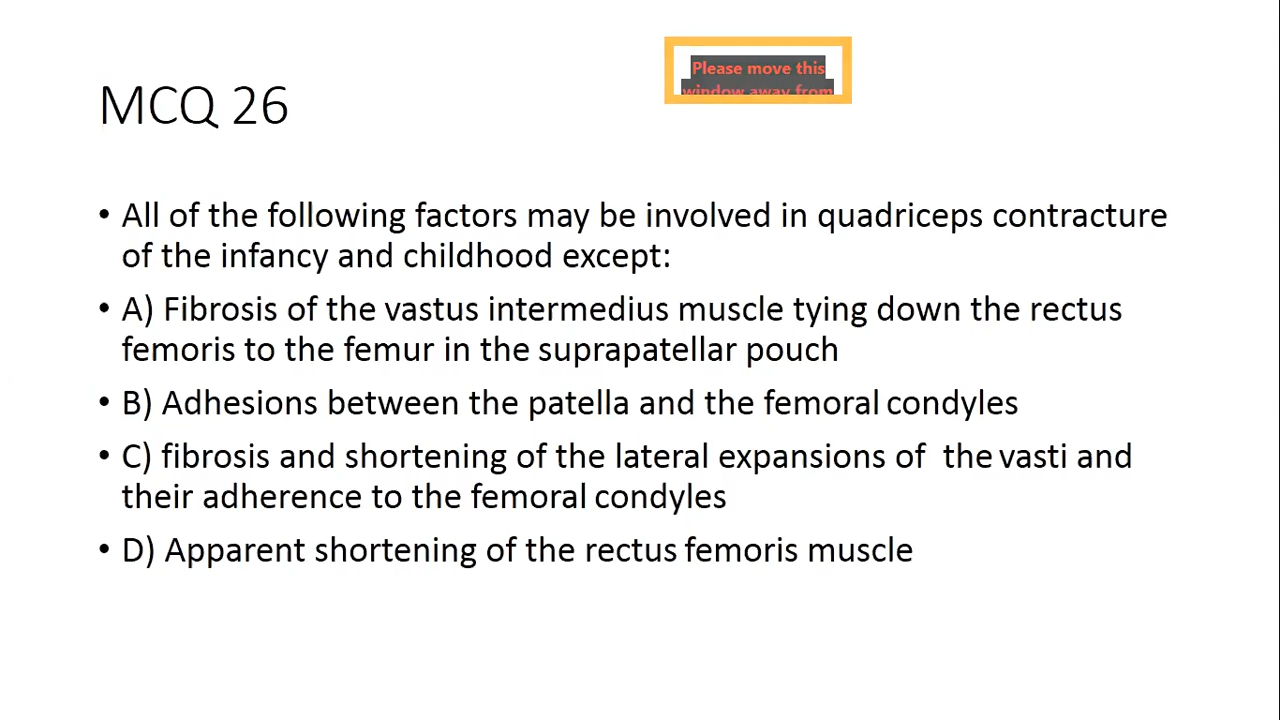 Please move this
window away from
MCQ 26
• All of the following factors may be involved in quadriceps contracture
of the infancy and childhood except:
• A) Fibrosis of the vastus intermedius muscle tying down the rectus
femoris to the femur in the suprapatellar pouch
• B) Adhesions between the patella and the femoral condyles
• C) fibrosis and shortening of the lateral expansions of the vasti and
their adherence to the femoral condyles
• D) Apparent shortening of the rectus femoris muscle